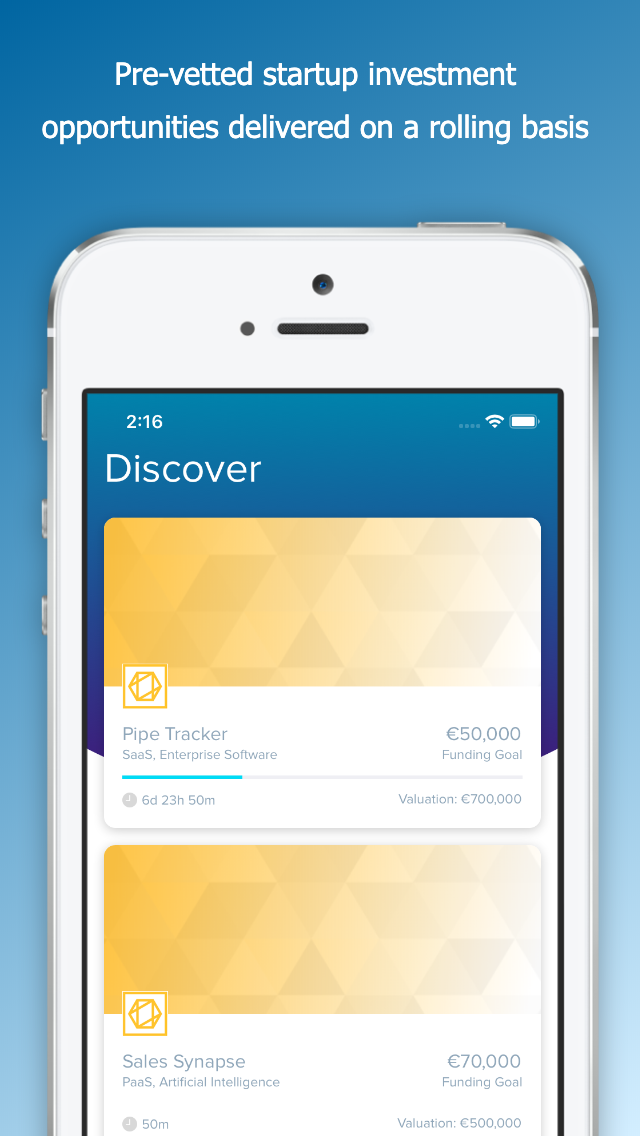 Pre-vetted startup investment
opportunities delivered on a rolling basis
2:16
Discover
Pipe Tracker €50,000
SaaS, Enterprise Software Funding Goal
6d 23h 50m Valuation: €700,000
Sales Synapse €70,000
PaaS, Artificial Intelligence Funding Goal
50m Valuation: €500,000